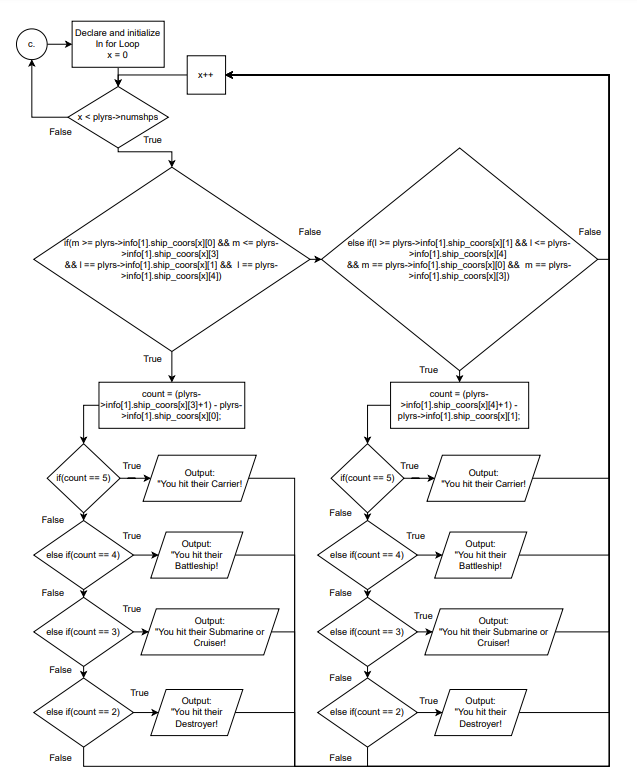 Declare and initialize
In for Loop
x = 0
c.
x++
x < plyrs->numshps
False
True
False
False
if(m >= plyrs->info[1].ship_coors[x][0] && m <= plyrs-
>info[1].ship_coors[x][3]
&& l == plyrs->info[1].ship_coors[x][1] && l == plyrs-
>info[1].ship_coors[x][4])
else if(l >= plyrs->info[1].ship_coors[x][1] && l <= plyrs-
>info[1].ship_coors[x][4]
&& m == plyrs->info[1].ship_coors[x][0] && m == plyrs-
>info[1].ship_coors[x][3])
True
True
count = (plyrs-
>info[1].ship_coors[x][3]+1) - plyrs-
>info[1].ship_coors[x][0];
count = (plyrs-
>info[1].ship_coors[x][4]+1) -
plyrs->info[1].ship_coors[x][1];
if(count == 5)
True
Output:
"You hit their Carrier!
if(count == 5)
True
Output:
"You hit their Carrier!
False
False
else if(count == 4)
True
Output:
"You hit their
Battleship!
else if(count == 4)
True
Output:
"You hit their
Battleship!
False
False
else if(count == 3)
True
Output:
"You hit their Submarine or
Cruiser!
else if(count == 3)
True
Output:
"You hit their Submarine or
Cruiser!
False
False
else if(count == 2)
True
Output:
"You hit their
Destroyer!
else if(count == 2)
True
Output:
"You hit their
Destroyer!
False
False